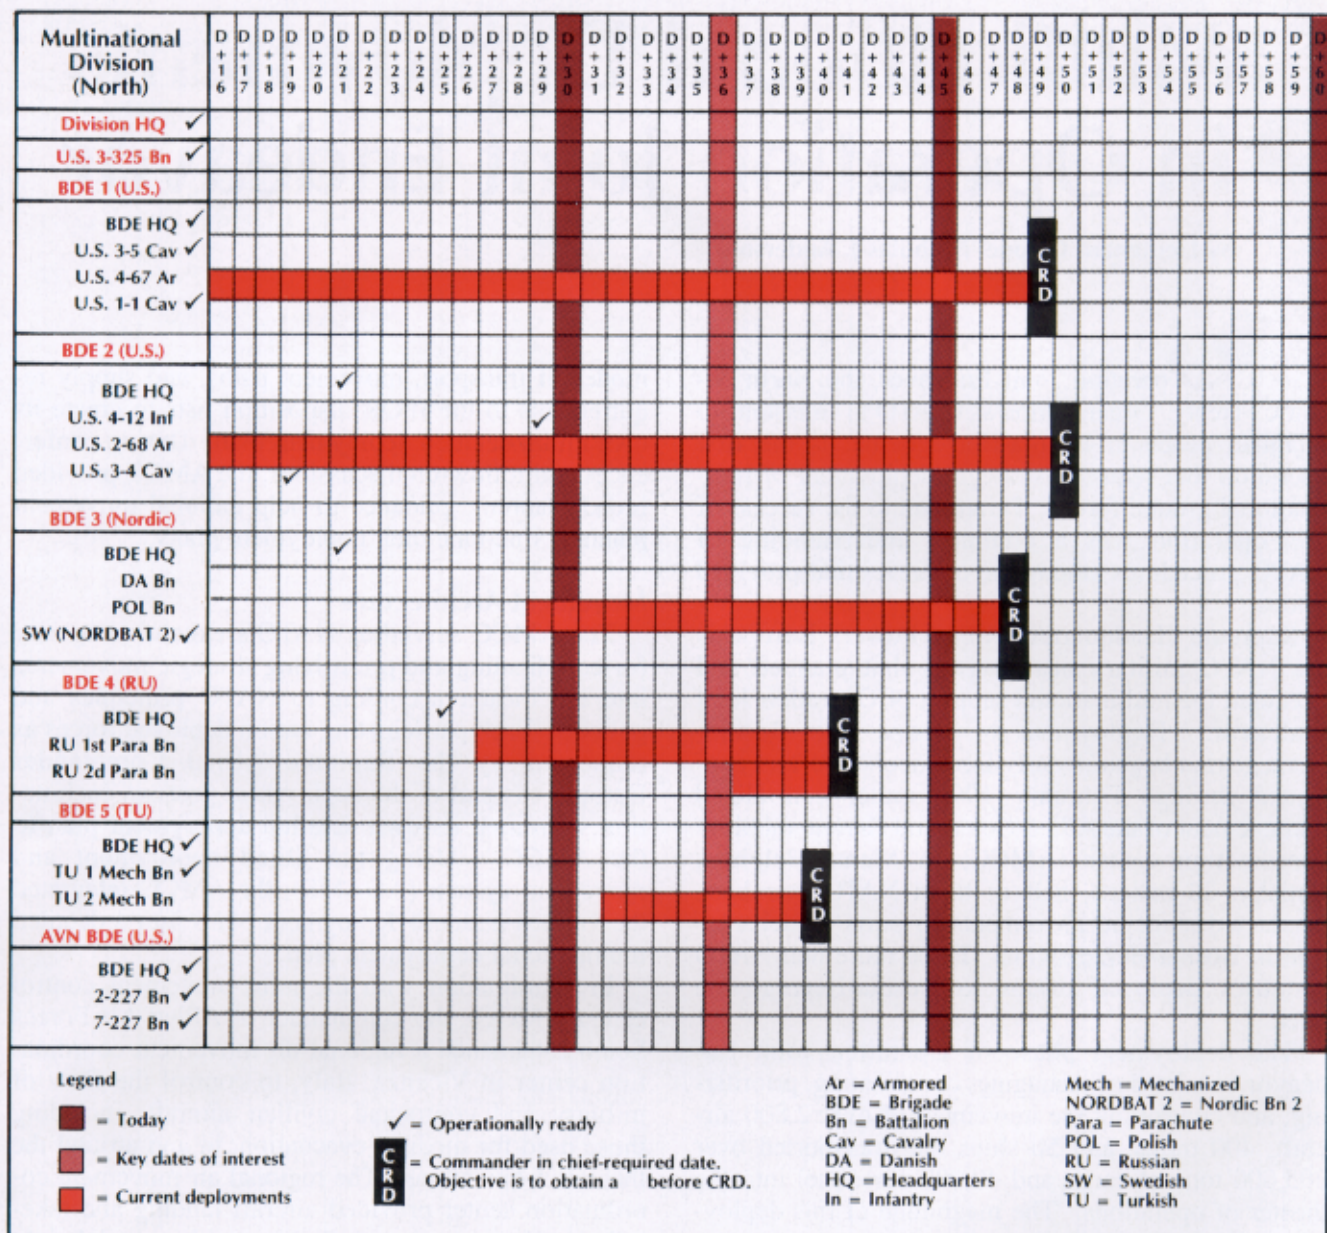 Multinational
Division
(North)
D+16 D+17 D+18 D+19 D+20 D+21 D+22 D+23 D+24 D+25 D+26 D+27 D+28 D+29 D+30 D+31 D+32 D+33 D+34 D+35 D+36 D+37 D+38 D+39 D+40 D+41 D+42 D+43 D+44 D+45 D+46 D+47 D+48 D+49 D+50 D+51 D+52 D+53 D+54 D+55 D+56 D+57 D+58 D+59 D+60
Division HQ ✓
U.S. 3-325 Bn ✓
BDE 1 (U.S.)
BDE HQ ✓
U.S. 3-5 Cav ✓
U.S. 4-67 Ar
U.S. 1-1 Cav ✓
CRD
BDE 2 (U.S.)
BDE HQ ✓
U.S. 4-12 Inf ✓
U.S. 2-68 Ar
U.S. 3-4 Cav ✓
CRD
BDE 3 (Nordic)
BDE HQ ✓
DA Bn
POL Bn
SW (NORDBAT 2) ✓
CRD
BDE 4 (RU)
BDE HQ ✓
RU 1st Para Bn
RU 2d Para Bn
CRD
BDE 5 (TU)
BDE HQ ✓
TU 1 Mech Bn ✓
TU 2 Mech Bn
CRD
AVN BDE (U.S.)
BDE HQ ✓
2-227 Bn ✓
7-227 Bn ✓
Legend
= Today
= Key dates of interest
= Current deployments
✓ = Operationally ready
CRD = Commander in chief-required date.
Objective is to obtain a before CRD.
Ar = Armored
BDE = Brigade
Bn = Battalion
Cav = Cavalry
DA = Danish
HQ = Headquarters
In = Infantry
Mech = Mechanized
NORDBAT 2 = Nordic Bn 2
Para = Parachute
POL = Polish
RU = Russian
SW = Swedish
TU = Turkish